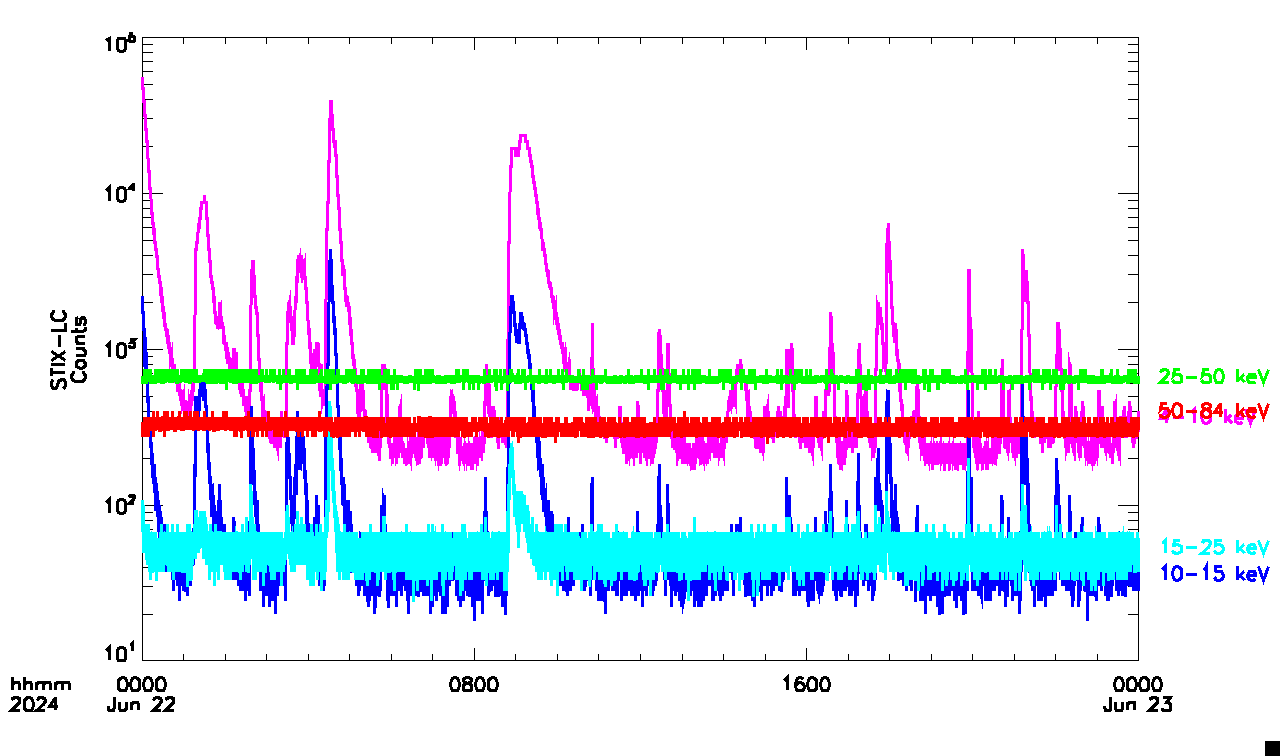 10⁵
10⁴
10³
10²
10¹
STIX-LC
Counts
25-50 keV
50-84 keV
15-25 keV
10-15 keV
hhmm 0000 0800 1600 0000
2024 Jun 22 Jun 23